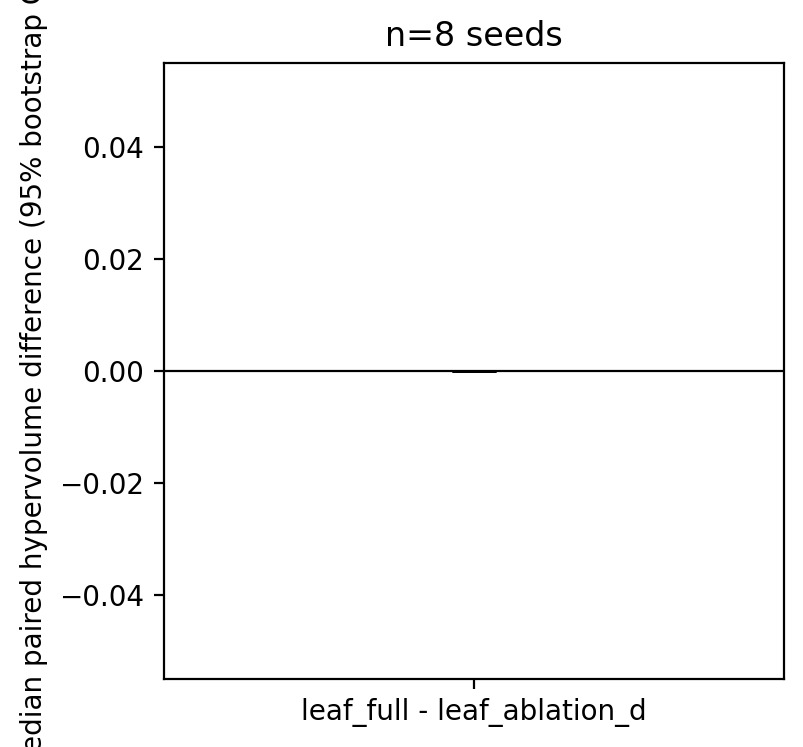 n=8 seeds
edian paired hypervolume difference (95% bootstrap
0.04
0.02
0.00
−0.02
−0.04
leaf_full - leaf_ablation_d